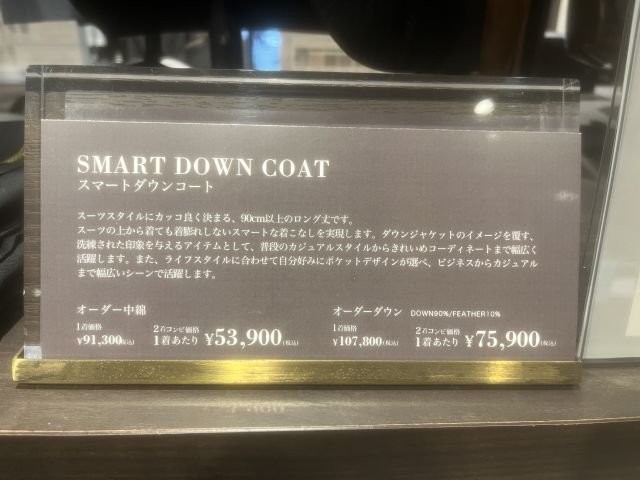 SMART DOWN COAT
スマートダウンコート
スーツスタイルにカッコ良く決まる、90cm以上のロング丈です。
スーツの上から着ても着膨れしないスマートな着こなしを実現します。ダウンジャケットのイメージを覆す、
洗練された印象を与えるアイテムとして、普段のカジュアルスタイルからきれいめコーディネートまで幅広く
活躍します。また、ライフスタイルに合わせて自分好みにポケットデザインが選べ、ビジネスからカジュアル
まで幅広いシーンで活躍します。
オーダー中綿 オーダーダウン DOWN90%/FEATHER10%
1着価格 2着コンビ価格 1着価格 2着コンビ価格
¥91,300(税込) 1着あたり ¥53,900(税込) ¥107,800(税込) 1着あたり ¥75,900(税込)